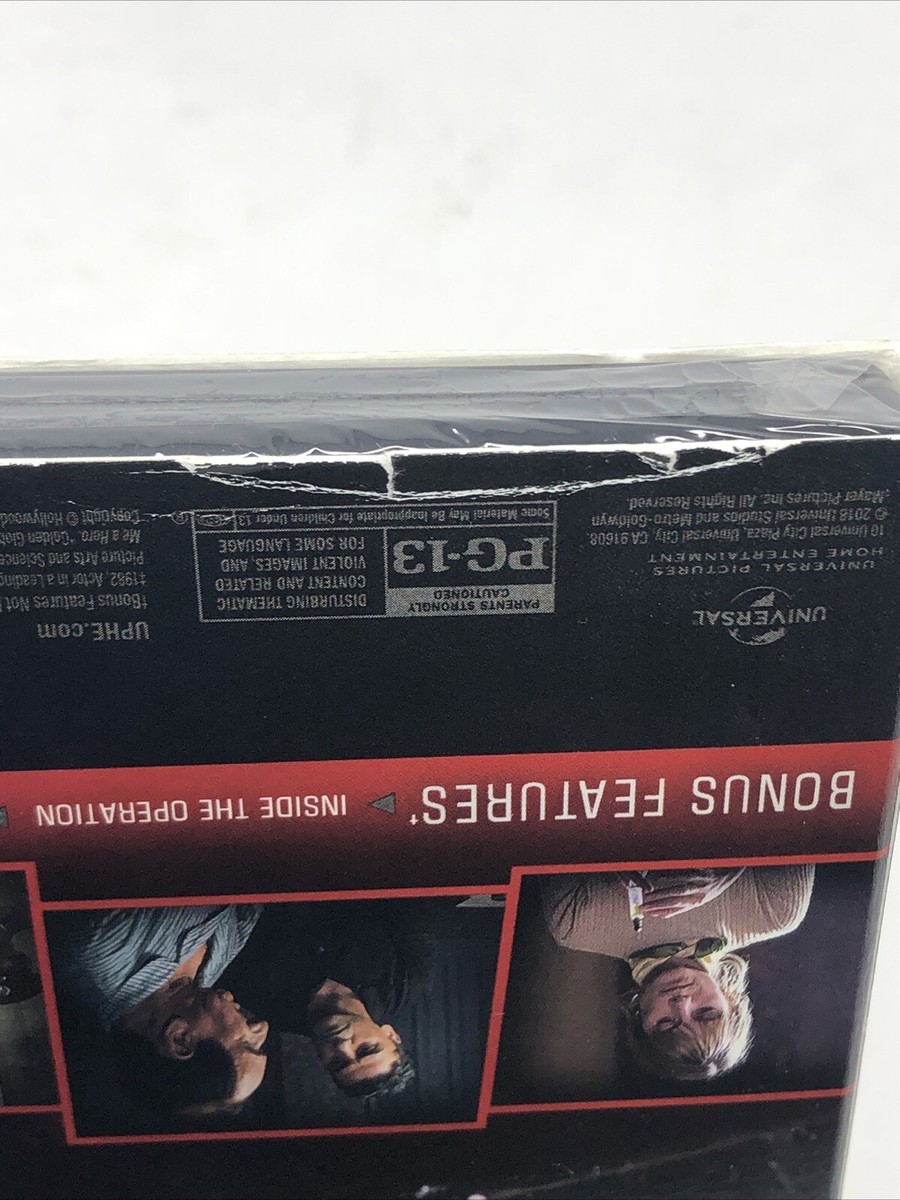 BONUS FEATURES† ▶ INSIDE THE OPERATION
UNIVERSAL
UNIVERSAL PICTURES
HOME ENTERTAINMENT
10 Universal City Plaza, Universal City, CA 91608.
© 2018 Universal Studios and Metro-Goldwyn
-Mayer Pictures Inc. All Rights Reserved.
PARENTS STRONGLY
CAUTIONED
PG-13
Some Material May Be Inappropriate for Children Under 13
DISTURBING THEMATIC
CONTENT AND RELATED
VIOLENT IMAGES, AND
FOR SOME LANGUAGE
UPHE.com
†Bonus Features Not
‡1982, Actor in a Leading
Picture Arts and Science
Me a Hero, "Golden Glob
Copyright © Hollywood